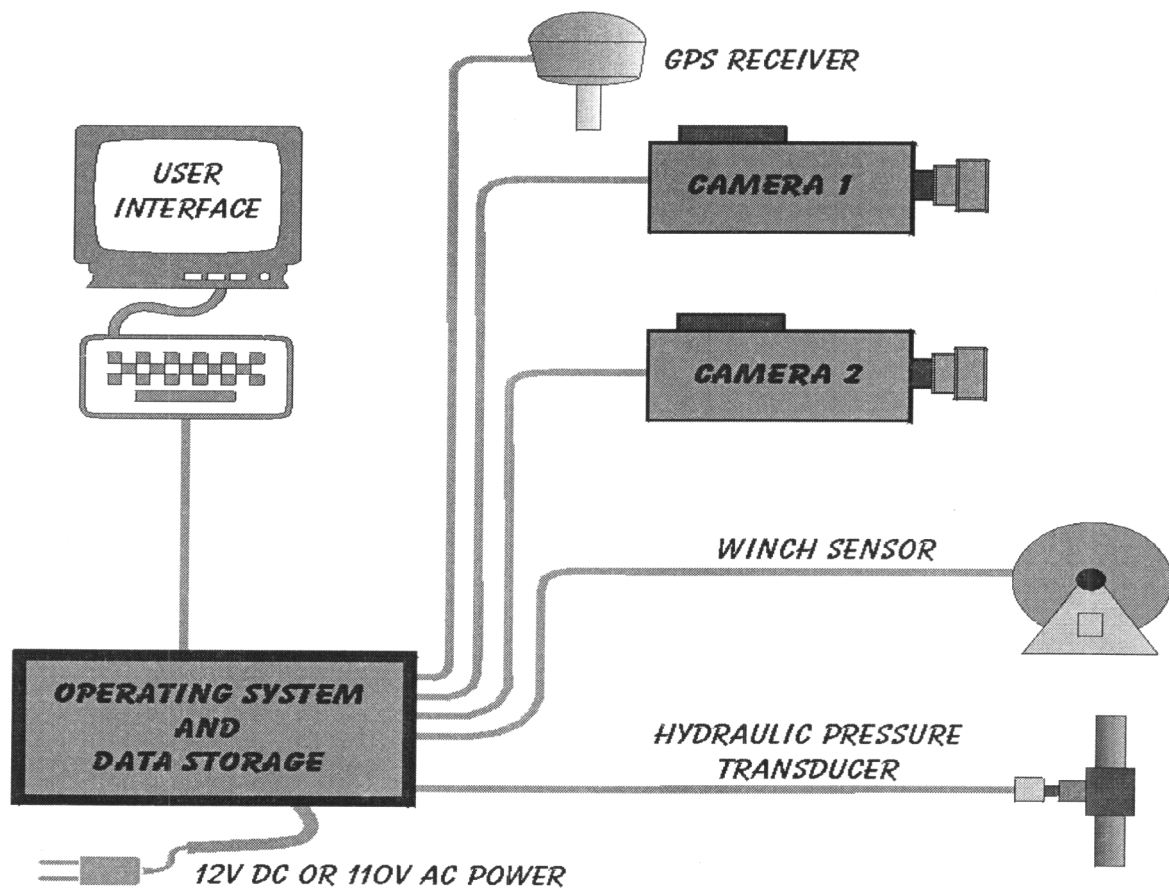 GPS RECEIVER
USER
INTERFACE
CAMERA 1
CAMERA 2
WINCH SENSOR
OPERATING SYSTEM
AND
DATA STORAGE
HYDRAULIC PRESSURE
TRANSDUCER
12V DC OR 110V AC POWER